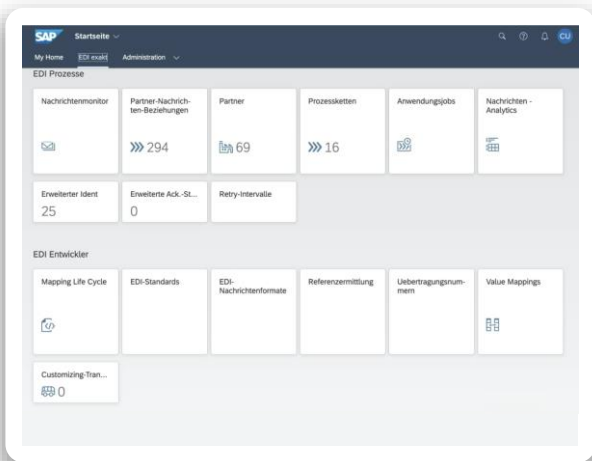 SAP Startseite
CU
My Home EDI exakt Administration
EDI Prozesse
Nachrichtenmonitor
Partner-Nachrich-
ten-Beziehungen
294
Partner
69
Prozessketten
16
Anwendungsjobs
Nachrichten -
Analytics
Erweiterter Ident
25
Erweiterte Ack.-St...
0
Retry-Intervalle
EDI Entwickler
Mapping Life Cycle
EDI-Standards
EDI-
Nachrichtenformate
Referenzermittlung
Uebertragungsnum-
mern
Value Mappings
Customizing-Tran...
0